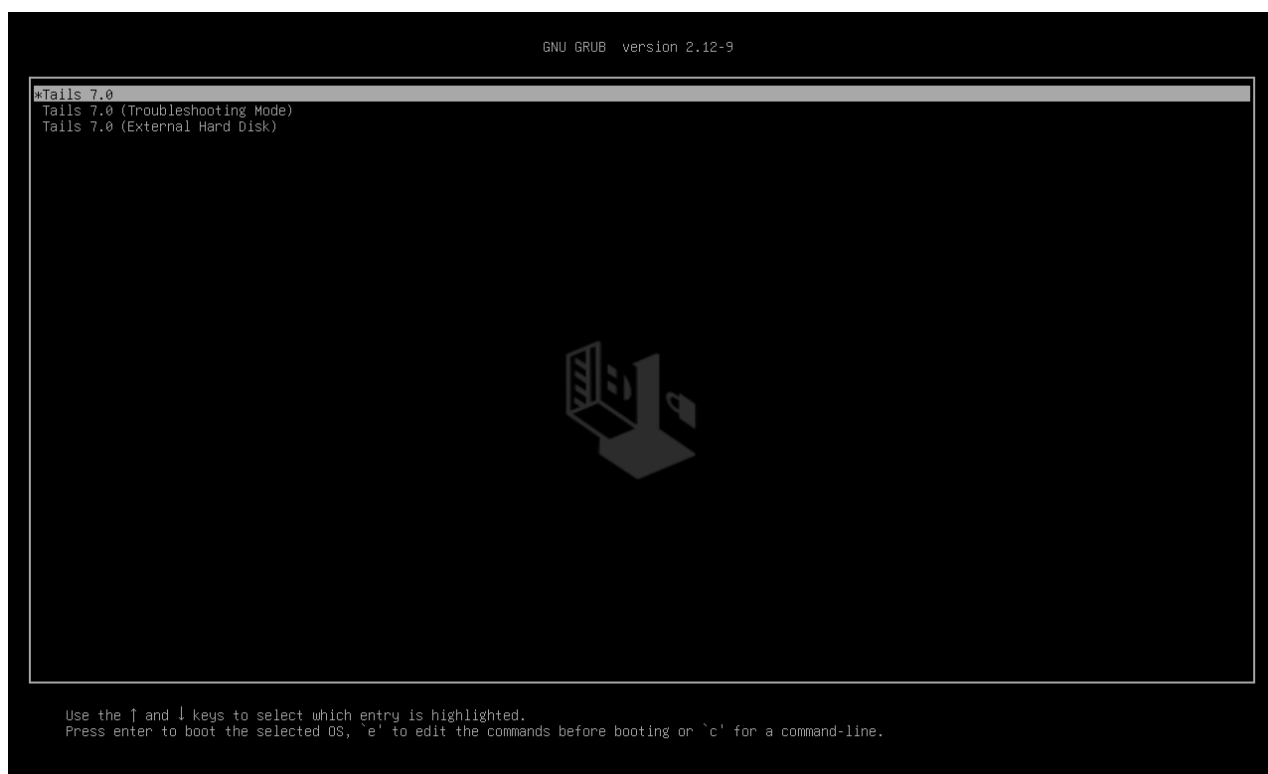 GNU GRUB  version 2.12-9
*Tails 7.0
Tails 7.0 (Troubleshooting Mode)
Tails 7.0 (External Hard Disk)
Use the ↑ and ↓ keys to select which entry is highlighted.
Press enter to boot the selected OS, `e' to edit the commands before booting or `c' for a command-line.